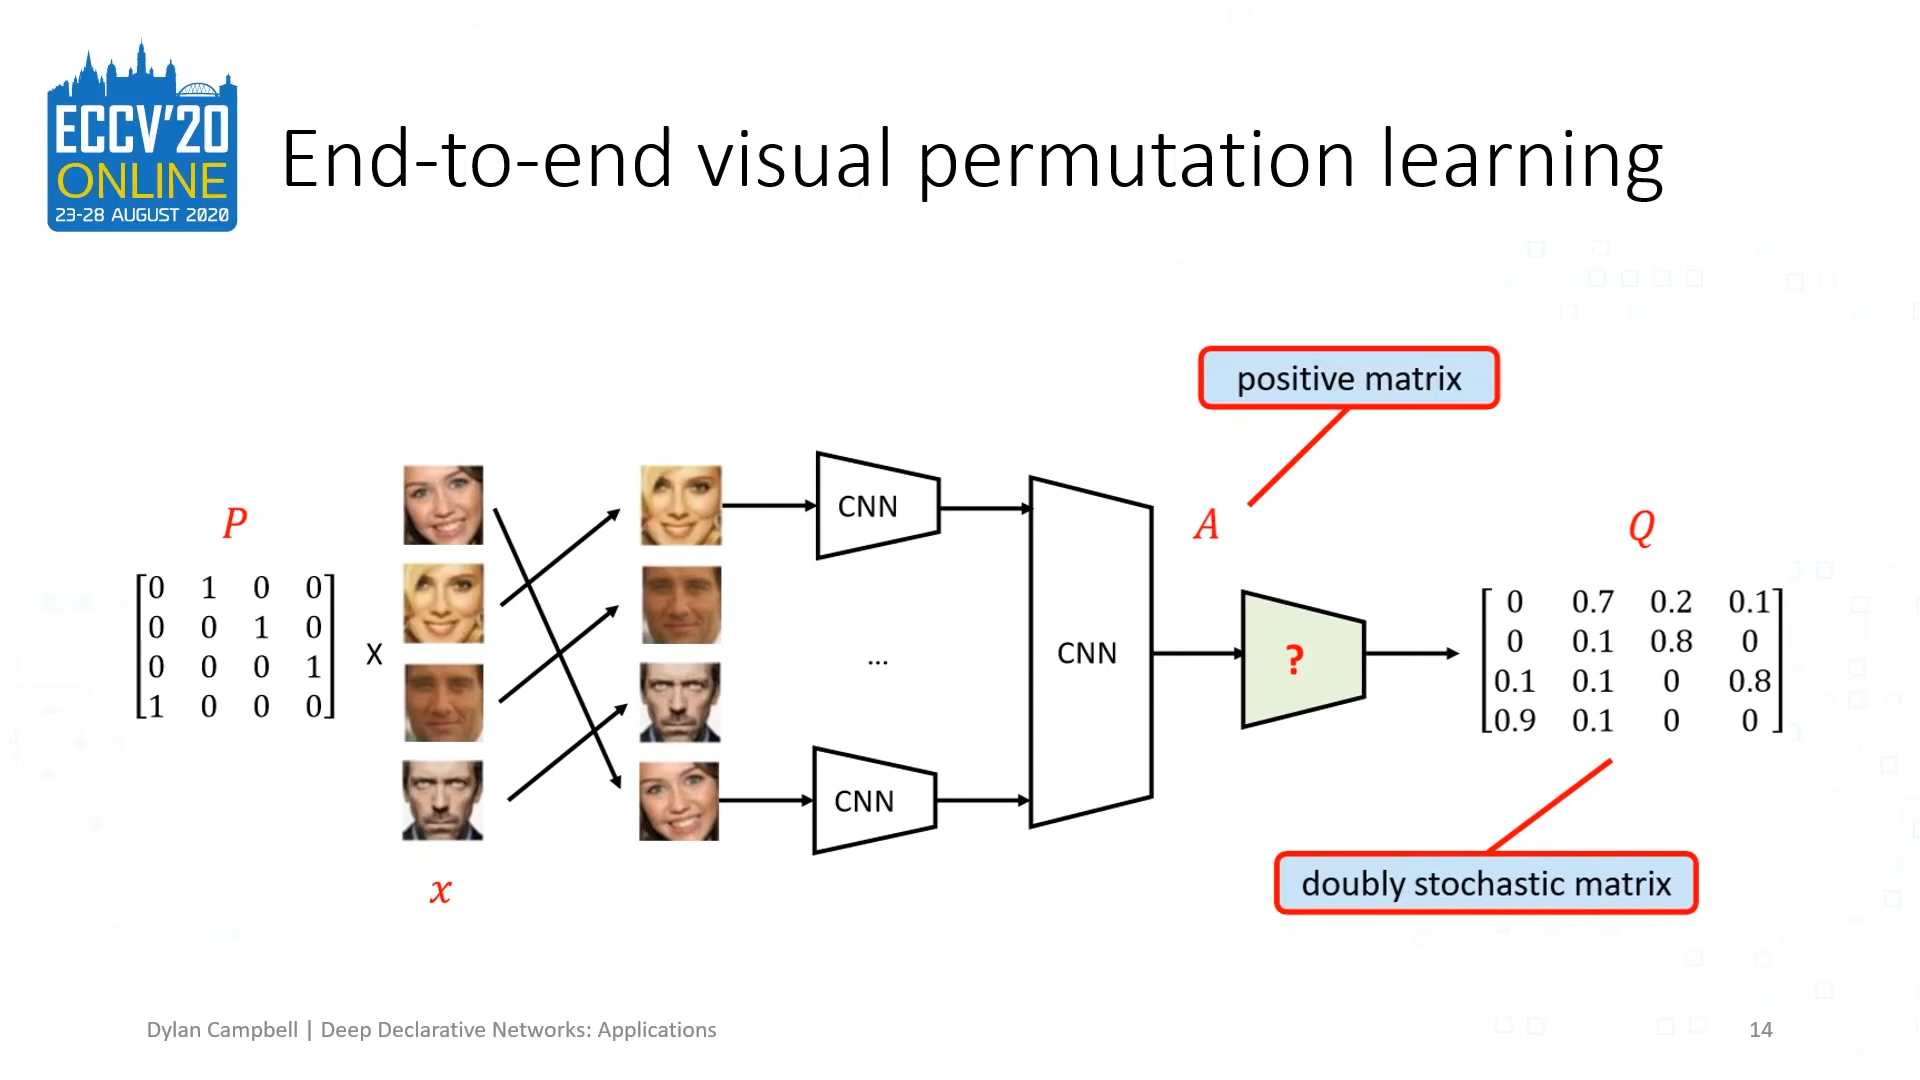 ECCV'20
ONLINE
23-28 AUGUST 2020
End-to-end visual permutation learning
positive matrix
P
A
Q
CNN
0 1 0 0
0 0 1 0
0 0 0 1
1 0 0 0
X
...
CNN
?
0 0.7 0.2 0.1
0 0.1 0.8 0
0.1 0.1 0 0.8
0.9 0.1 0 0
CNN
x
doubly stochastic matrix
Dylan Campbell | Deep Declarative Networks: Applications
14